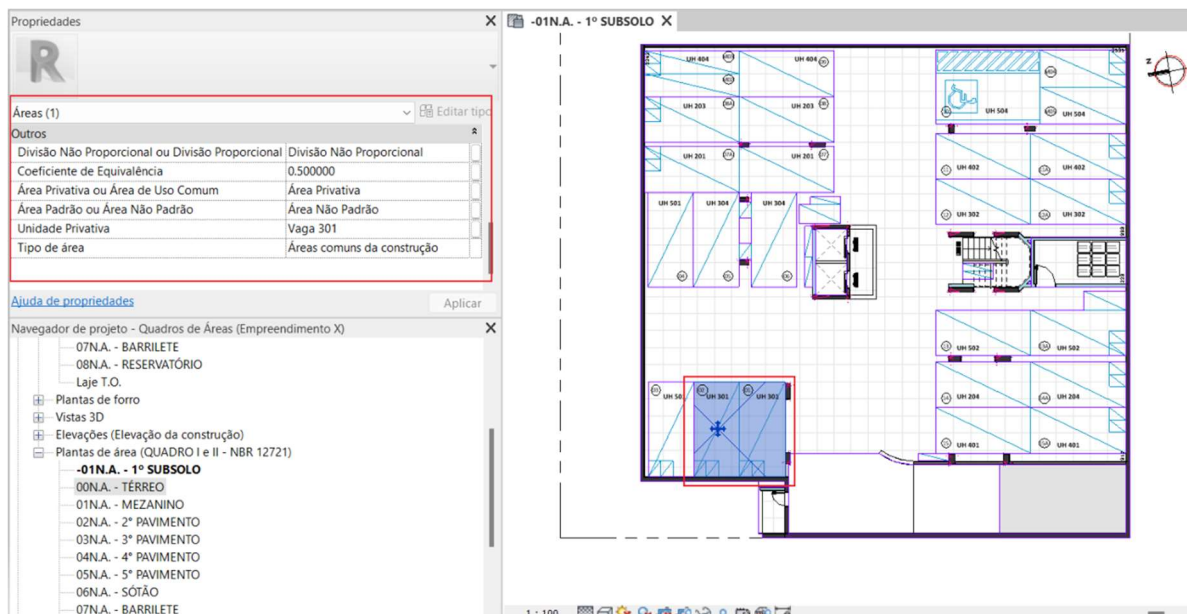 Propriedades
R
Áreas (1)
Editar tipo
Outros
Divisão Não Proporcional ou Divisão Proporcional Divisão Não Proporcional
Coeficiente de Equivalência 0.500000
Área Privativa ou Área de Uso Comum Área Privativa
Área Padrão ou Área Não Padrão Área Não Padrão
Unidade Privativa Vaga 301
Tipo de área Áreas comuns da construção
Ajuda de propriedades
Aplicar
Navegador de projeto - Quadros de Áreas (Empreendimento X)
07N.A. - BARRILETE
08N.A. - RESERVATÓRIO
Laje T.O.
Plantas de forro
Vistas 3D
Elevações (Elevação da construção)
Plantas de área (QUADRO I e II - NBR 12721)
-01N.A. - 1º SUBSOLO
00N.A. - TÉRREO
01N.A. - MEZANINO
02N.A. - 2° PAVIMENTO
03N.A. - 3° PAVIMENTO
04N.A. - 4° PAVIMENTO
05N.A. - 5° PAVIMENTO
06N.A. - SÓTÃO
07N.A. - BARRILETE
-01N.A. - 1º SUBSOLO
UH 404 UH 404
UH 504 UH 504
UH 203 UH 203
UH 201 UH 201
UH 402 UH 402
UH 501 UH 304 UH 304
UH 302 UH 302
UH 502 UH 502
UH 301 UH 301
UH 204 UH 204
UH 401 UH 401
1 : 100